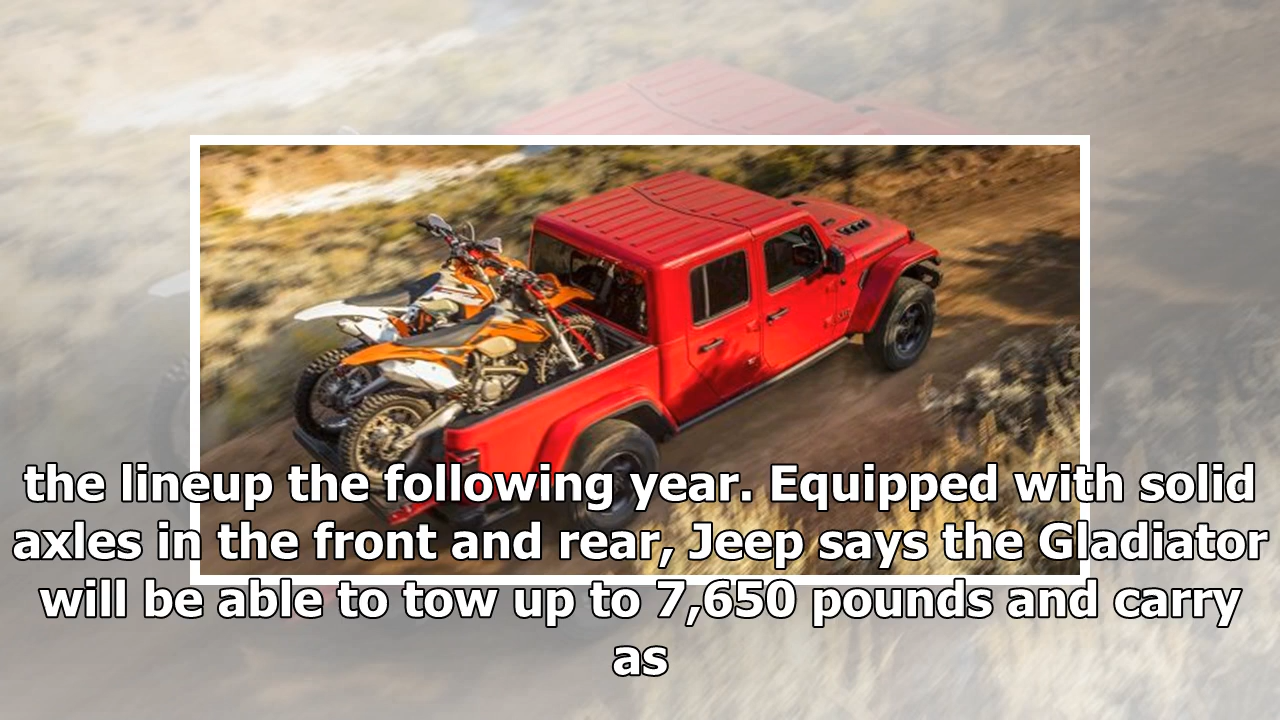 the lineup the following year. Equipped with solid
axles in the front and rear, Jeep says the Gladiator
will be able to tow up to 7,650 pounds and carry
as